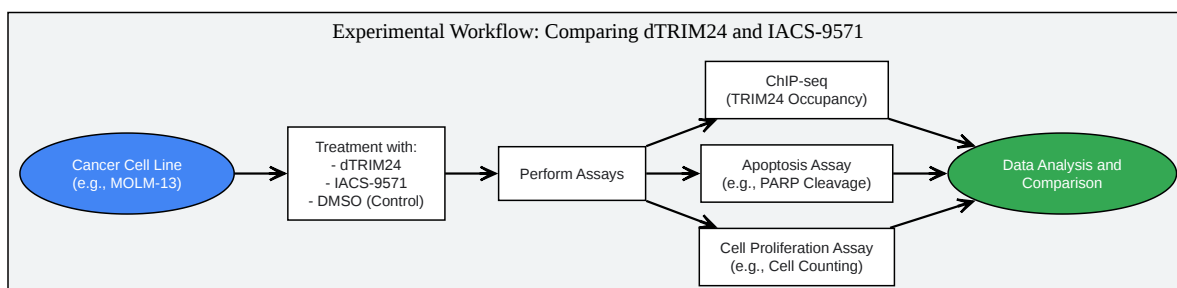 Experimental Workflow: Comparing dTRIM24 and IACS-9571
Cancer Cell Line
(e.g., MOLM-13)
Treatment with:
- dTRIM24
- IACS-9571
- DMSO (Control)
Perform Assays
ChIP-seq
(TRIM24 Occupancy)
Apoptosis Assay
(e.g., PARP Cleavage)
Cell Proliferation Assay
(e.g., Cell Counting)
Data Analysis and
Comparison